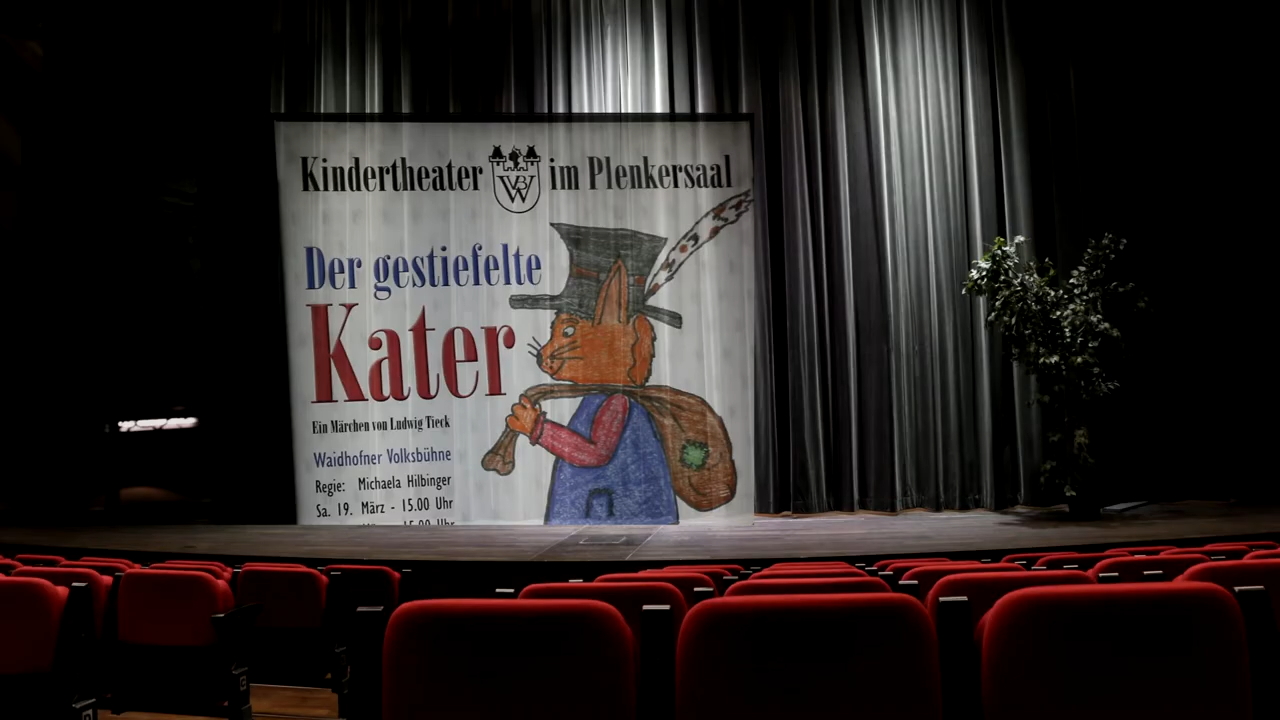 Kindertheater VBW im Plenkersaal
Der gestiefelte
Kater
Ein Märchen von Ludwig Tieck
Waidhofner Volksbühne
Regie: Michaela Hilbinger
Sa. 19. März - 15.00 Uhr